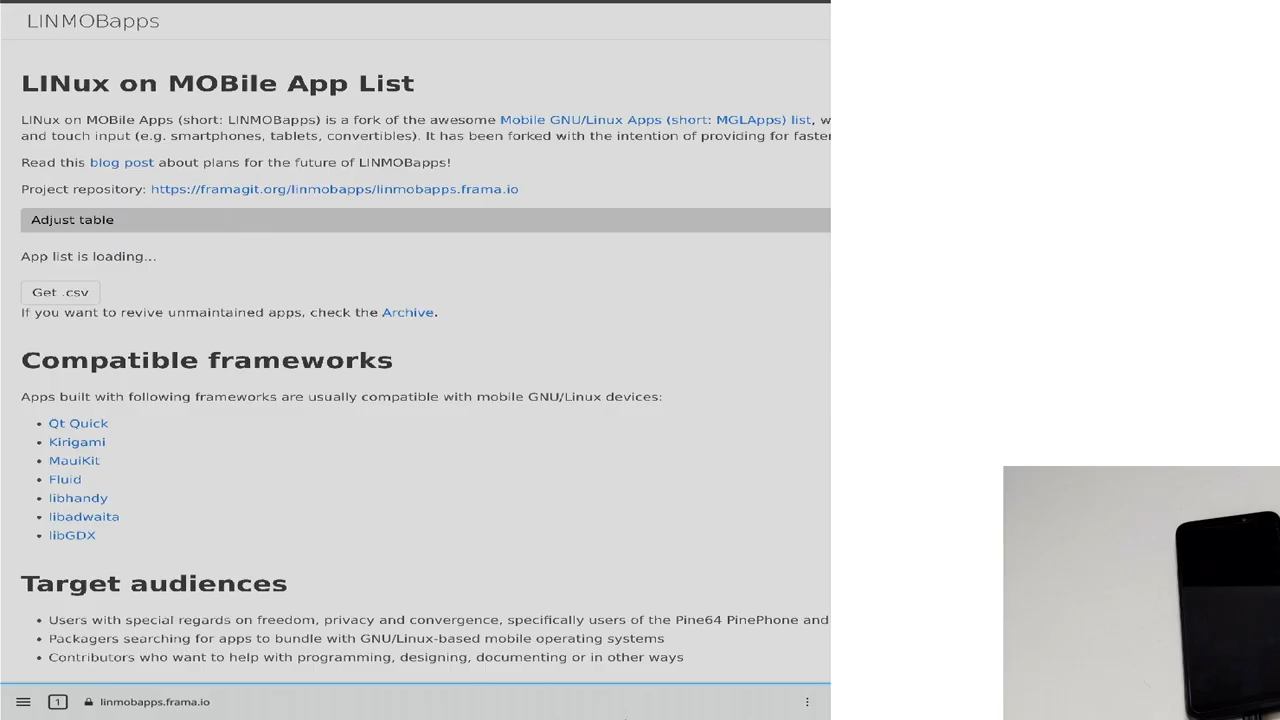 LINMOBapps
LINux on MOBile App List
LINux on MOBile Apps (short: LINMOBapps) is a fork of the awesome Mobile GNU/Linux Apps (short: MGLApps) list, w
and touch input (e.g. smartphones, tablets, convertibles). It has been forked with the intention of providing for faster
Read this blog post about plans for the future of LINMOBapps!
Project repository: https://framagit.org/linmobapps/linmobapps.frama.io
Adjust table
App list is loading...
Get .csv
If you want to revive unmaintained apps, check the Archive.
Compatible frameworks
Apps built with following frameworks are usually compatible with mobile GNU/Linux devices:
• Qt Quick
• Kirigami
• MauiKit
• Fluid
• libhandy
• libadwaita
• libGDX
Target audiences
• Users with special regards on freedom, privacy and convergence, specifically users of the Pine64 PinePhone and
• Packagers searching for apps to bundle with GNU/Linux-based mobile operating systems
• Contributors who want to help with programming, designing, documenting or in other ways
1 linmobapps.frama.io